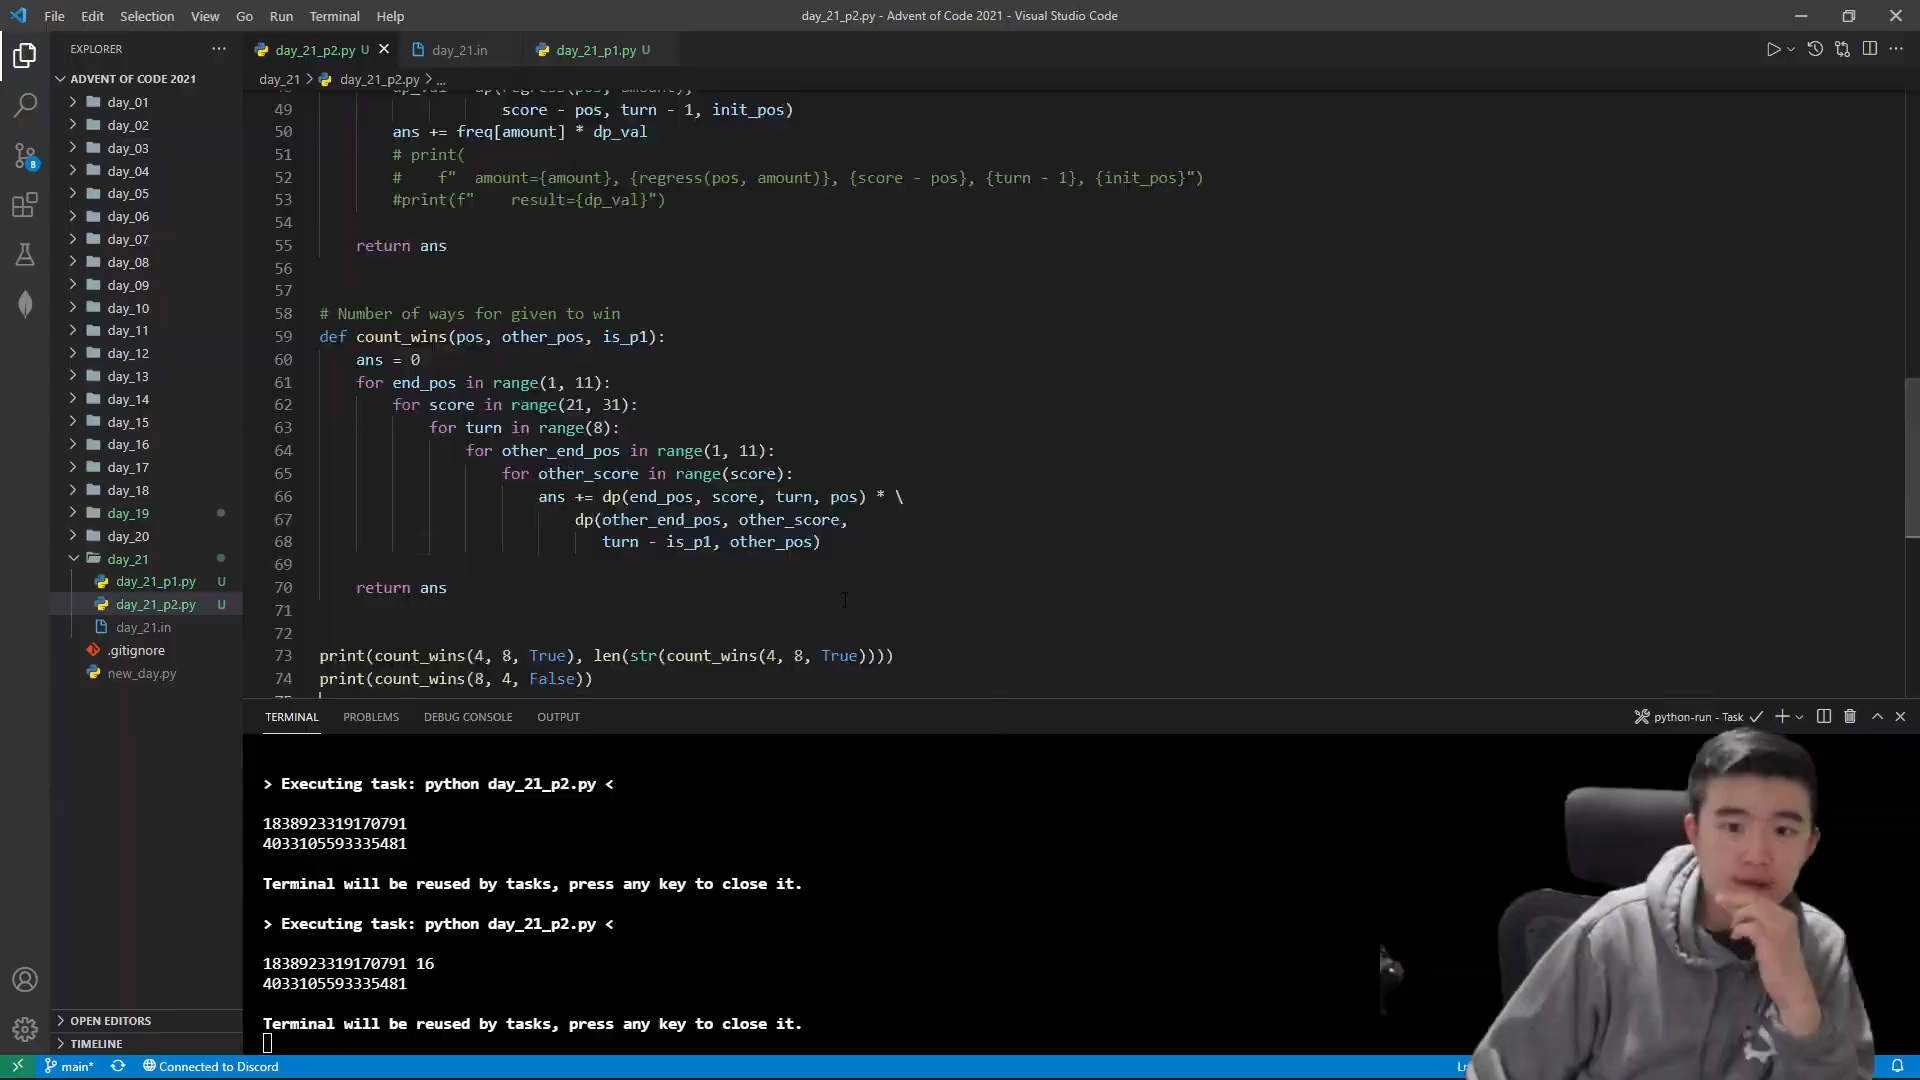 File Edit Selection View Go Run Terminal Help
day_21_p2.py - Advent of Code 2021 - Visual Studio Code
EXPLORER
day_21_p2.py U
day_21.in
day_21_p1.py U
day_21 > day_21_p2.py > ...
ADVENT OF CODE 2021
day_01
day_02
day_03
day_04
day_05
day_06
day_07
day_08
day_09
day_10
day_11
day_12
day_13
day_14
day_15
day_16
day_17
day_18
day_19
day_20
day_21
day_21_p1.py U
day_21_p2.py U
day_21.in
.gitignore
new_day.py
OPEN EDITORS
TIMELINE
8
49 score - pos, turn - 1, init_pos)
50 ans += freq[amount] * dp_val
51 # print(
52 # f" amount={amount}, {regress(pos, amount)}, {score - pos}, {turn - 1}, {init_pos}")
53 #print(f" result={dp_val}")
54
55 return ans
56
57
58 # Number of ways for given to win
59 def count_wins(pos, other_pos, is_p1):
60 ans = 0
61 for end_pos in range(1, 11):
62 for score in range(21, 31):
63 for turn in range(8):
64 for other_end_pos in range(1, 11):
65 for other_score in range(score):
66 ans += dp(end_pos, score, turn, pos) * \
67 dp(other_end_pos, other_score,
68 turn - is_p1, other_pos)
69
70 return ans
71
72
73 print(count_wins(4, 8, True), len(str(count_wins(4, 8, True))))
74 print(count_wins(8, 4, False))
TERMINAL PROBLEMS DEBUG CONSOLE OUTPUT
python-run - Task
> Executing task: python day_21_p2.py <
1838923319170791
4033105593335481
Terminal will be reused by tasks, press any key to close it.
> Executing task: python day_21_p2.py <
1838923319170791 16
4033105593335481
Terminal will be reused by tasks, press any key to close it.
main* Connected to Discord